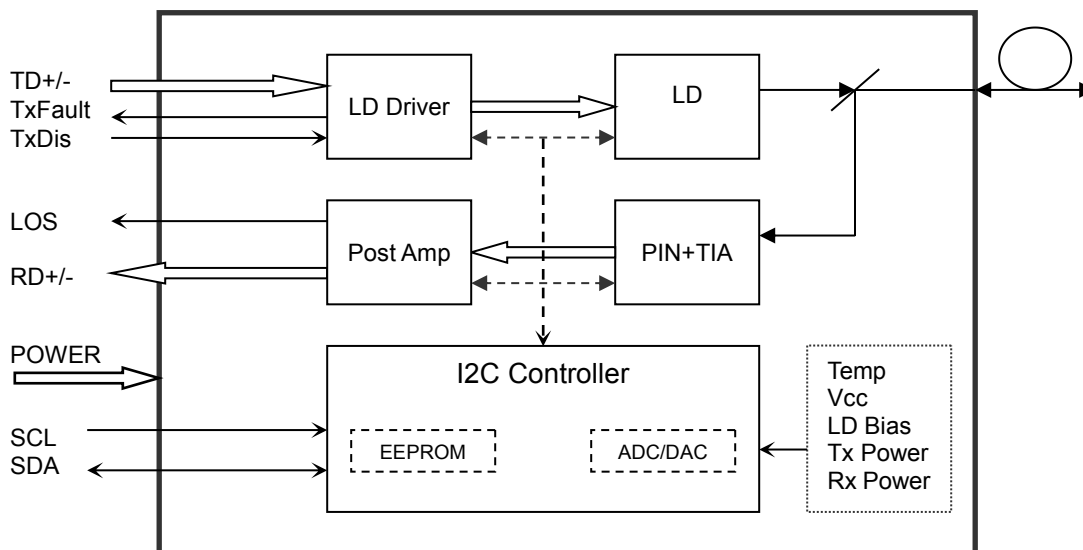 TD+/-
TxFault
TxDis
LD Driver
LD
LOS
RD+/-
Post Amp
PIN+TIA
POWER
SCL
SDA
I2C Controller
EEPROM
ADC/DAC
Temp
Vcc
LD Bias
Tx Power
Rx Power